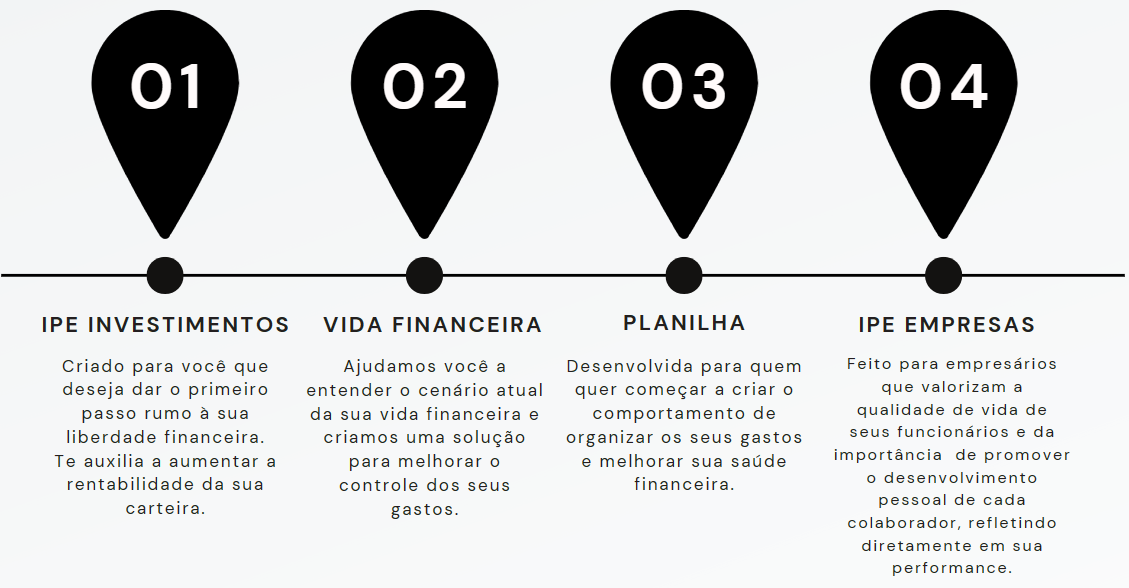 01
IPE INVESTIMENTOS
Criado para você que
deseja dar o primeiro
passo rumo à sua
liberdade financeira.
Te auxilia a aumentar a
rentabilidade da sua
carteira.
02
VIDA FINANCEIRA
Ajudamos você a
entender o cenário atual
da sua vida financeira e
criamos uma solução
para melhorar o
controle dos seus
gastos.
03
PLANILHA
Desenvolvida para quem
quer começar a criar o
comportamento de
organizar os seus gastos
e melhorar sua saúde
financeira.
04
IPE EMPRESAS
Feito para empresários
que valorizam a
qualidade de vida de
seus funcionários e da
importância  de promover
o desenvolvimento
pessoal de cada
colaborador, refletindo
diretamente em sua
performance.